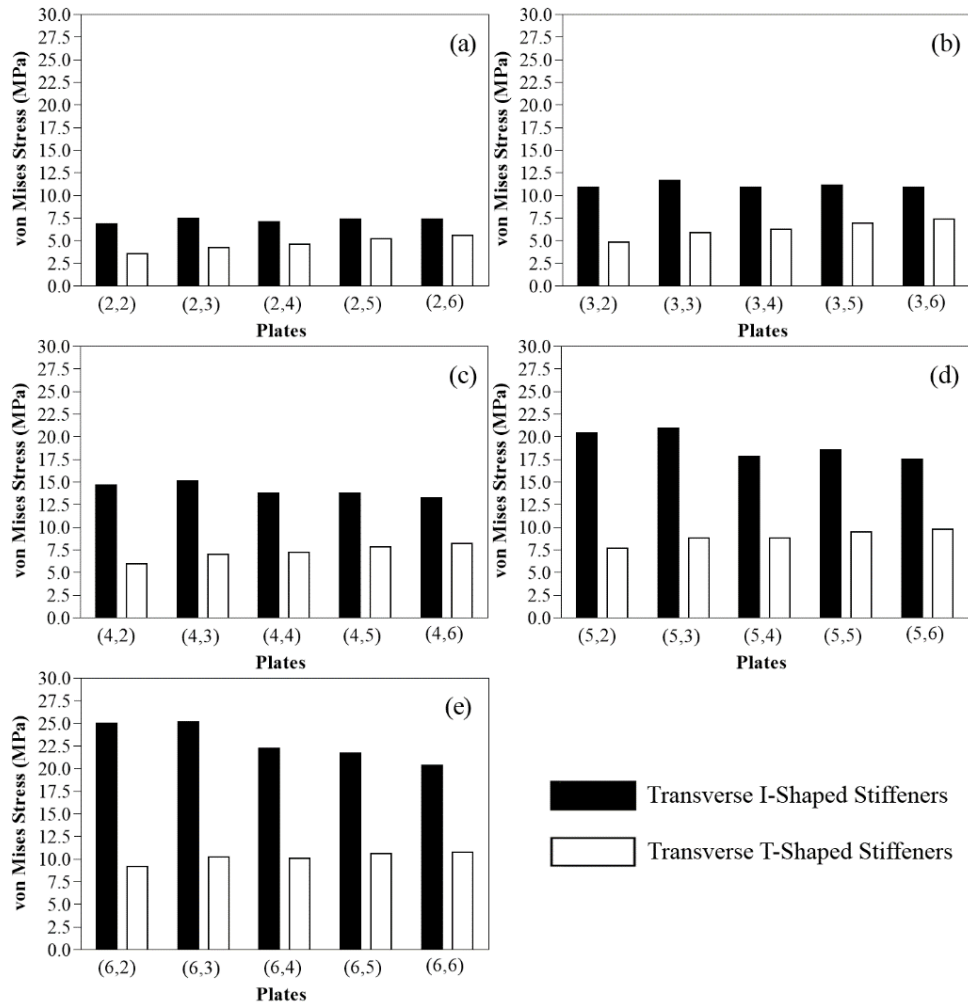 (a)
von Mises Stress (MPa)
30.0
27.5
25.0
22.5
20.0
17.5
15.0
12.5
10.0
7.5
5.0
2.5
0.0
(2,2) (2,3) (2,4) (2,5) (2,6)
Plates
(b)
von Mises Stress (MPa)
30.0
27.5
25.0
22.5
20.0
17.5
15.0
12.5
10.0
7.5
5.0
2.5
0.0
(3,2) (3,3) (3,4) (3,5) (3,6)
Plates
(c)
von Mises Stress (MPa)
30.0
27.5
25.0
22.5
20.0
17.5
15.0
12.5
10.0
7.5
5.0
2.5
0.0
(4,2) (4,3) (4,4) (4,5) (4,6)
Plates
(d)
von Mises Stress (MPa)
30.0
27.5
25.0
22.5
20.0
17.5
15.0
12.5
10.0
7.5
5.0
2.5
0.0
(5,2) (5,3) (5,4) (5,5) (5,6)
Plates
(e)
von Mises Stress (MPa)
30.0
27.5
25.0
22.5
20.0
17.5
15.0
12.5
10.0
7.5
5.0
2.5
0.0
(6,2) (6,3) (6,4) (6,5) (6,6)
Plates
Transverse I-Shaped Stiffeners
Transverse T-Shaped Stiffeners